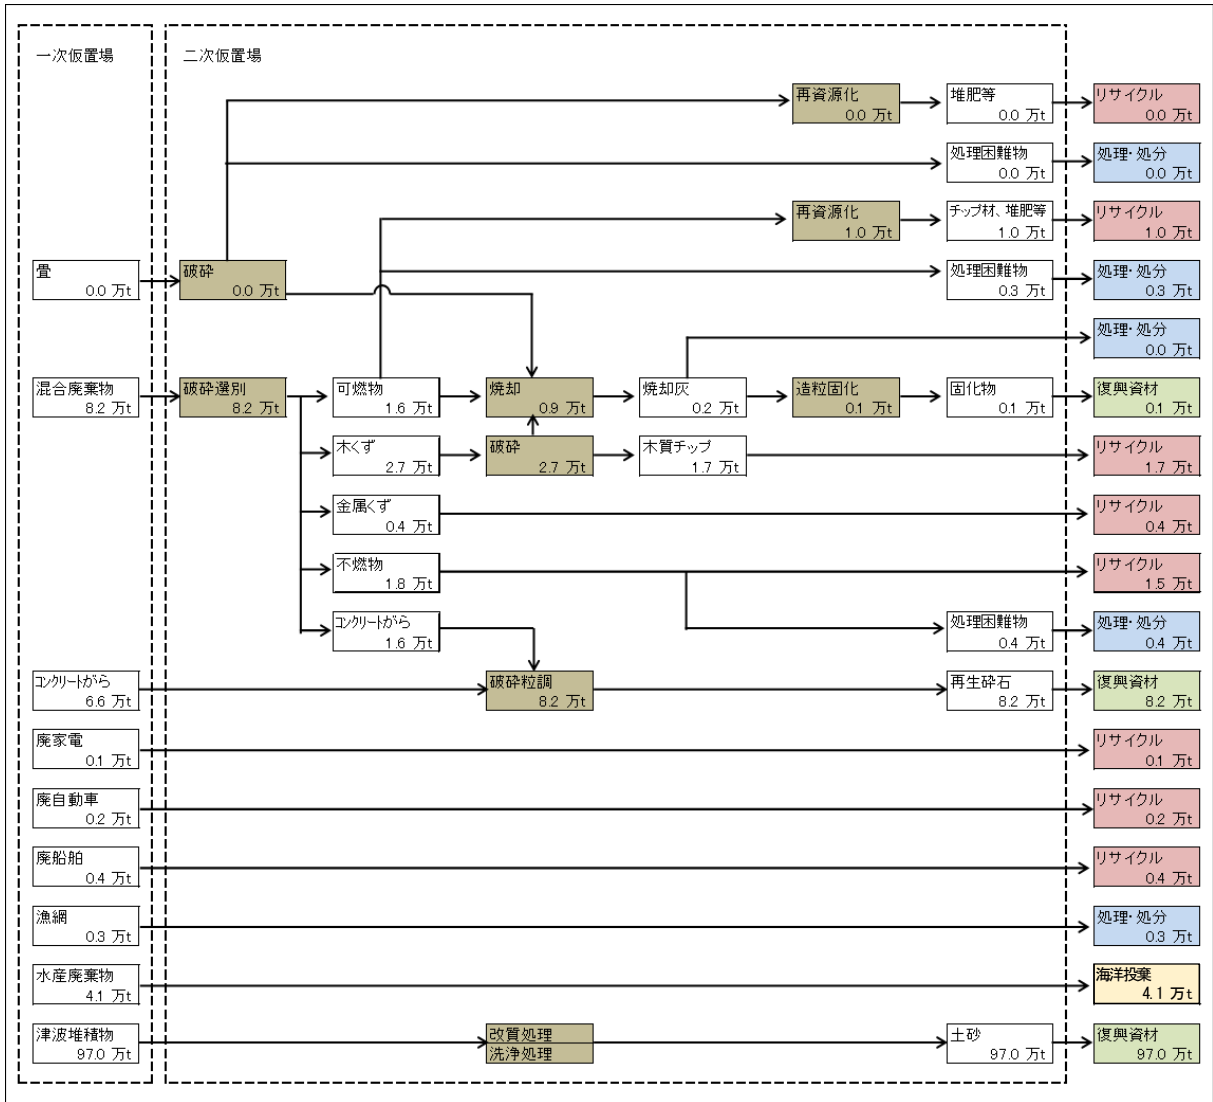 一次仮置場
二次仮置場
再資源化
0.0 万t
堆肥等
0.0 万t
リサイクル
0.0 万t
処理困難物
0.0 万t
処理・処分
0.0 万t
再資源化
1.0 万t
チップ材、堆肥等
1.0 万t
リサイクル
1.0 万t
畳
0.0 万t
破砕
0.0 万t
処理困難物
0.3 万t
処理・処分
0.3 万t
処理・処分
0.0 万t
混合廃棄物
8.2 万t
破砕選別
8.2 万t
可燃物
1.6 万t
焼却
0.9 万t
焼却灰
0.2 万t
造粒固化
0.1 万t
固化物
0.1 万t
復興資材
0.1 万t
木くず
2.7 万t
破砕
2.7 万t
木質チップ
1.7 万t
リサイクル
1.7 万t
金属くず
0.4 万t
リサイクル
0.4 万t
不燃物
1.8 万t
リサイクル
1.5 万t
コンクリートがら
1.6 万t
処理困難物
0.4 万t
処理・処分
0.4 万t
コンクリートがら
6.6 万t
破砕粒調
8.2 万t
再生砕石
8.2 万t
復興資材
8.2 万t
廃家電
0.1 万t
リサイクル
0.1 万t
廃自動車
0.2 万t
リサイクル
0.2 万t
廃船舶
0.4 万t
リサイクル
0.4 万t
漁網
0.3 万t
処理・処分
0.3 万t
水産廃棄物
4.1 万t
海洋投棄
4.1 万t
津波堆積物
97.0 万t
改質処理
洗浄処理
土砂
97.0 万t
復興資材
97.0 万t